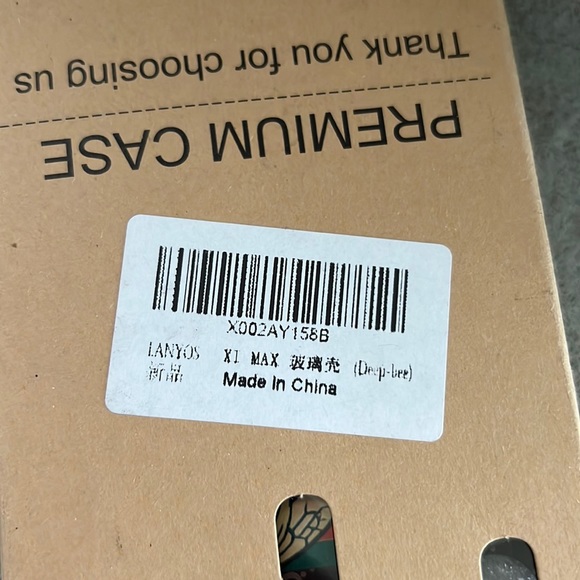 Thank you for choosing us
PREMIUM CASE
X002AY158B
LANYOS XI MAX 玻璃壳 (Deep-bee)
新品 Made In China